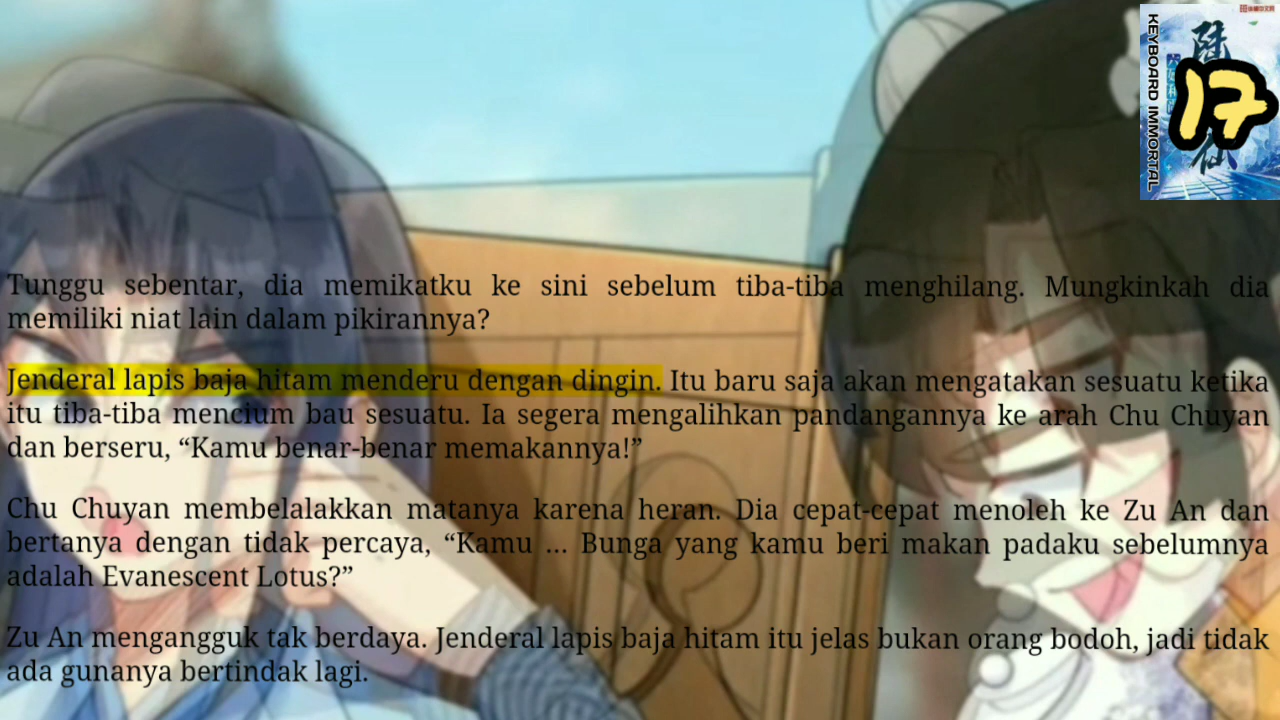 KEYBOARD IMMORTAL
17
Tunggu sebentar, dia memikatku ke sini sebelum tiba-tiba menghilang. Mungkinkah dia
memiliki niat lain dalam pikirannya?
Jenderal lapis baja hitam menderu dengan dingin. Itu baru saja akan mengatakan sesuatu ketika
itu tiba-tiba mencium bau sesuatu. Ia segera mengalihkan pandangannya ke arah Chu Chuyan
dan berseru, “Kamu benar-benar memakannya!”
Chu Chuyan membelalakkan matanya karena heran. Dia cepat-cepat menoleh ke Zu An dan
bertanya dengan tidak percaya, “Kamu ... Bunga yang kamu beri makan padaku sebelumnya
adalah Evanescent Lotus?”
Zu An mengangguk tak berdaya. Jenderal lapis baja hitam itu jelas bukan orang bodoh, jadi tidak
ada gunanya bertindak lagi.